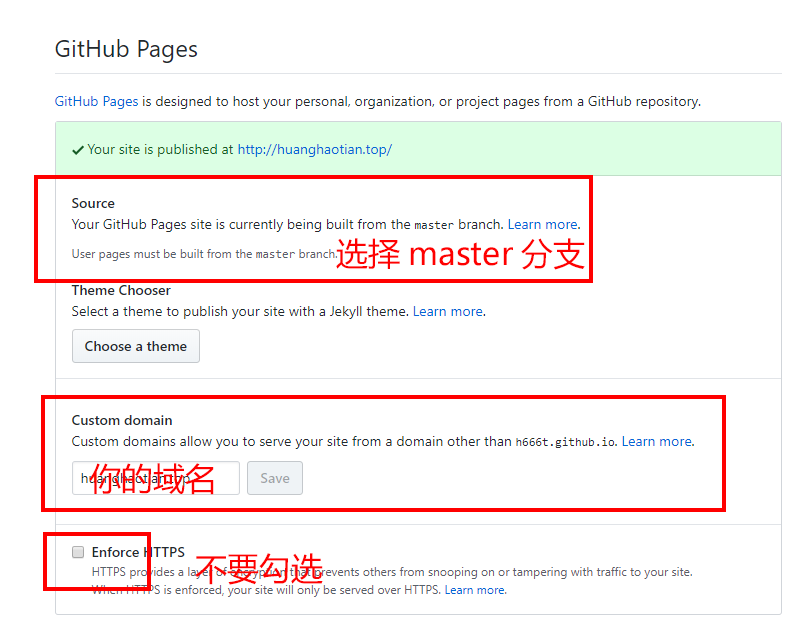 GitHub Pages
GitHub Pages is designed to host your personal, organization, or project pages from a GitHub repository.
Your site is published at http://huanghaotian.top/
Source
Your GitHub Pages site is currently being built from the master branch. Learn more.
User pages must be built from the master branch.
选择 master 分支
Theme Chooser
Select a theme to publish your site with a Jekyll theme. Learn more.
Choose a theme
Custom domain
Custom domains allow you to serve your site from a domain other than h666t.github.io. Learn more.
huanghaotian.top
你的域名
Save
Enforce HTTPS
不要勾选
HTTPS provides a layer of encryption that prevents others from snooping on or tampering with traffic to your site.
When HTTPS is enforced, your site will only be served over HTTPS. Learn more.